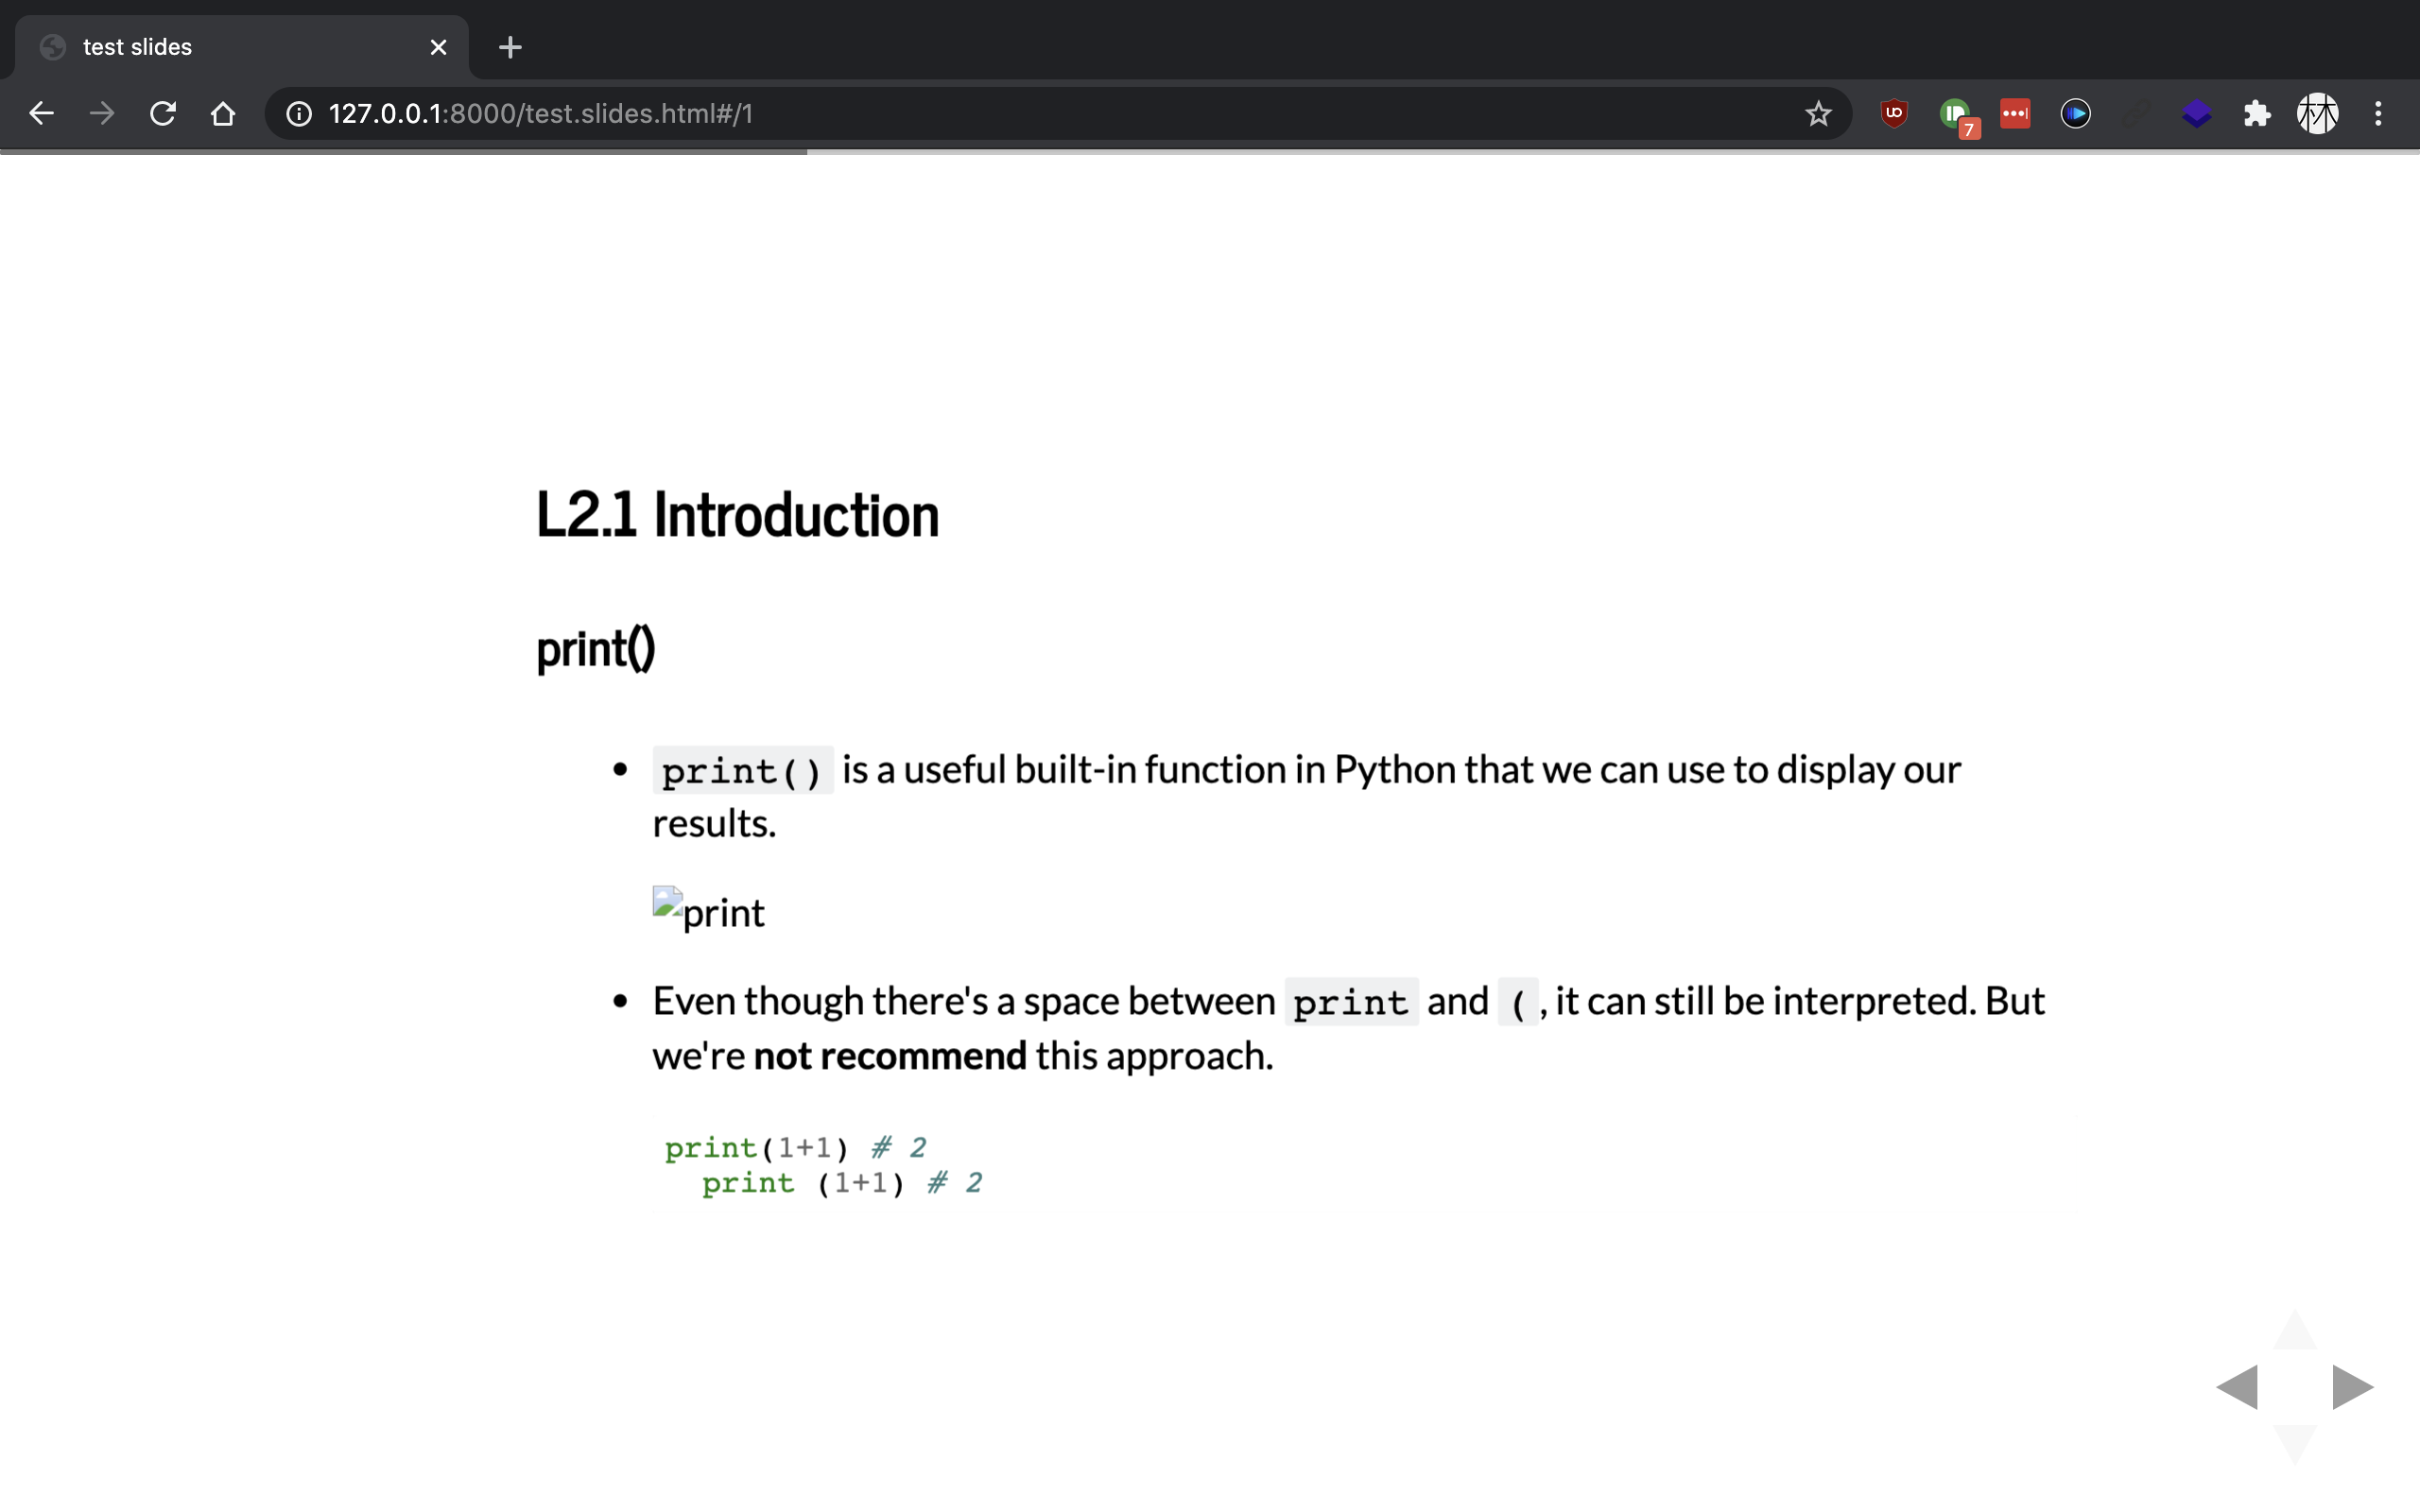 test slides
127.0.0.1:8000/test.slides.html#/1
7
林
L2.1 Introduction
print()
print() is a useful built-in function in Python that we can use to display our
results.
print
Even though there's a space between print and (, it can still be interpreted. But
we're not recommend this approach.
print(1+1) # 2
print (1+1) # 2